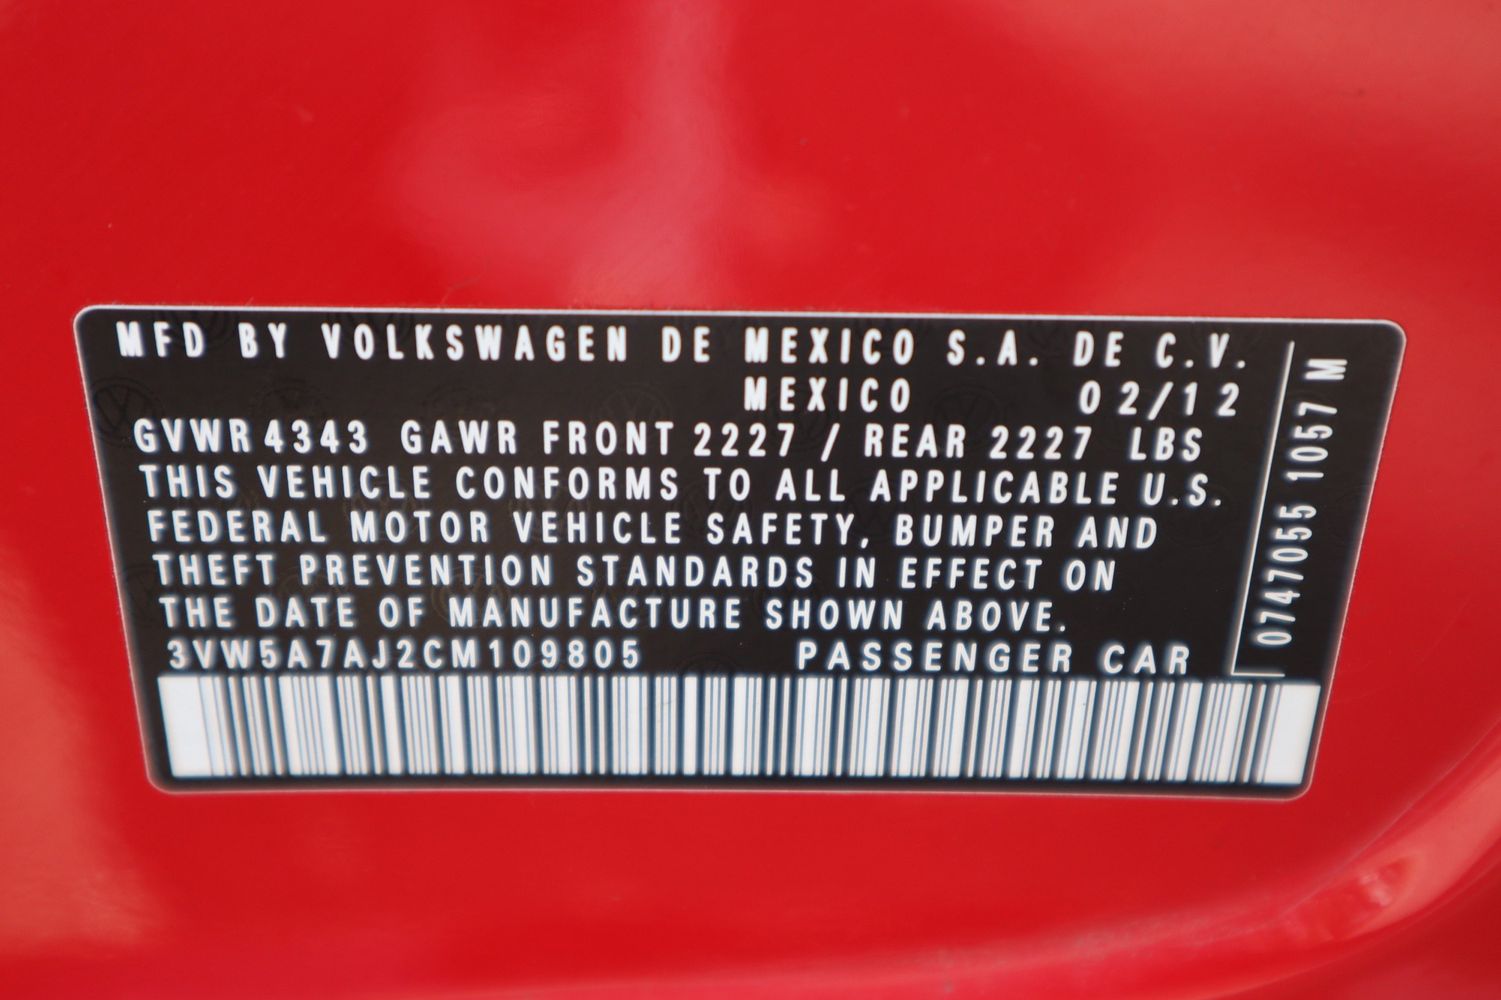 MFD BY VOLKSWAGEN DE MEXICO S.A. DE C.V.
MEXICO 02/12
GVWR 4343 GAWR FRONT 2227 / REAR 2227 LBS
THIS VEHICLE CONFORMS TO ALL APPLICABLE U.S.
FEDERAL MOTOR VEHICLE SAFETY, BUMPER AND
THEFT PREVENTION STANDARDS IN EFFECT ON
THE DATE OF MANUFACTURE SHOWN ABOVE.
3VW5A7AJ2CM109805 PASSENGER CAR
0747055 1057 M